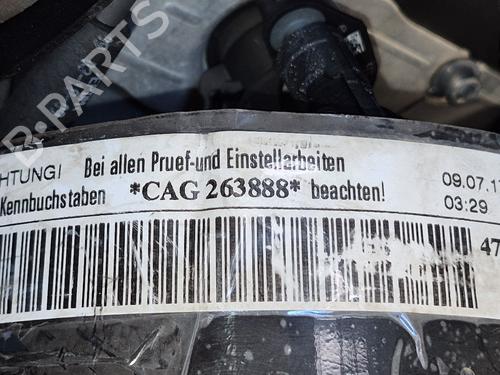 B-PARTS
HTUNG! Bei allen Pruef-und Einstellarbeiten 09.07.1
Kennbuchstaben *CAG 263888* beachten! 03:29
47